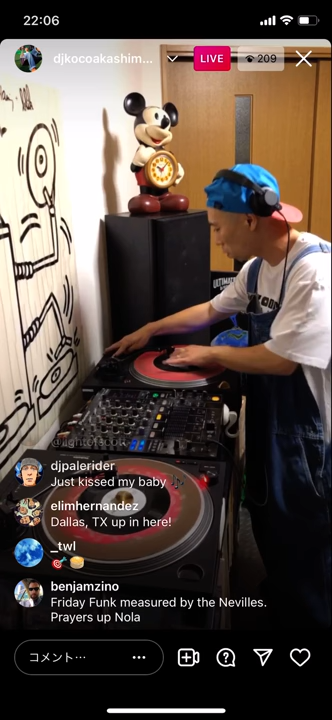 22:06
djkocoakashim...
LIVE
209
@lightofscott
djpalerider
Just kissed my baby
elimhernandez
Dallas, TX up in here!
_twl
benjamzino
Friday Funk measured by the Nevilles.
Prayers up Nola
コメント…